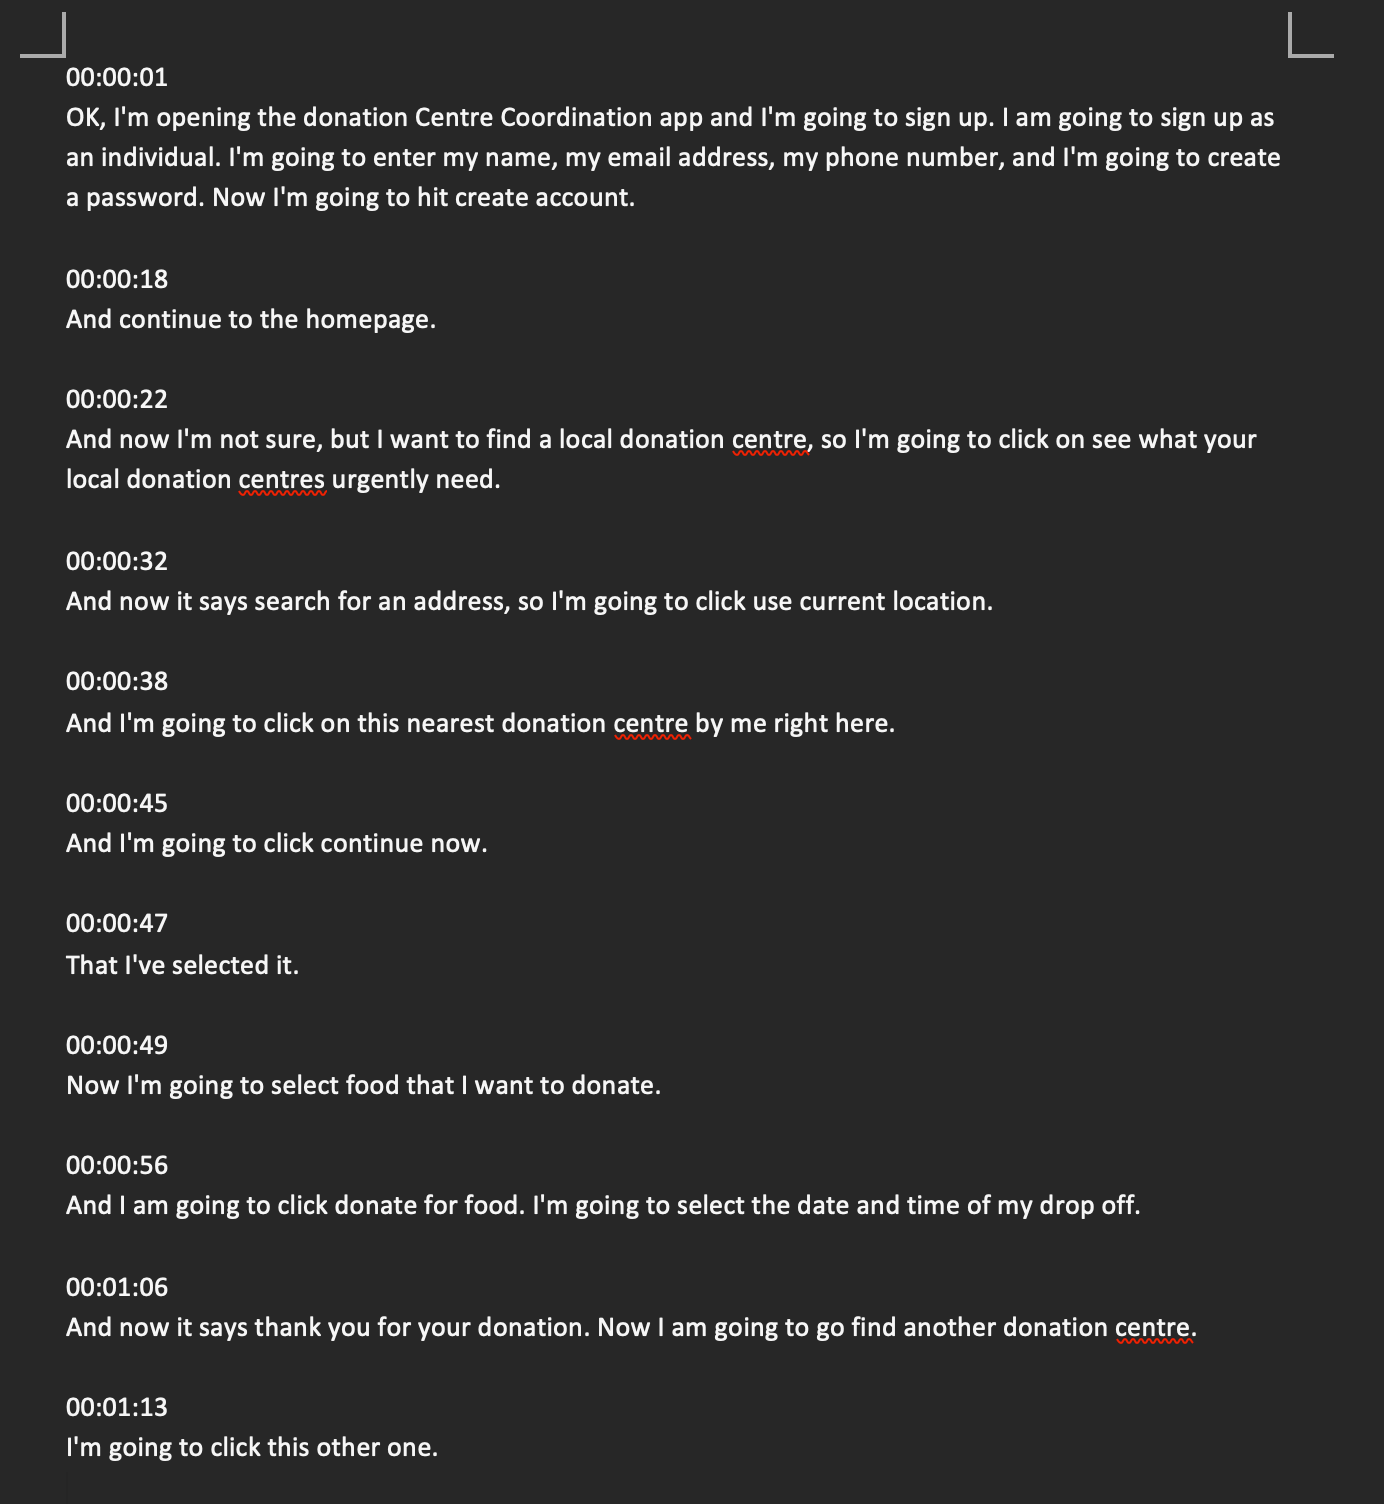 00:00:01
OK, I'm opening the donation Centre Coordination app and I'm going to sign up. I am going to sign up as
an individual. I'm going to enter my name, my email address, my phone number, and I'm going to create
a password. Now I'm going to hit create account.
00:00:18
And continue to the homepage.
00:00:22
And now I'm not sure, but I want to find a local donation centre, so I'm going to click on see what your
local donation centres urgently need.
00:00:32
And now it says search for an address, so I'm going to click use current location.
00:00:38
And I'm going to click on this nearest donation centre by me right here.
00:00:45
And I'm going to click continue now.
00:00:47
That I've selected it.
00:00:49
Now I'm going to select food that I want to donate.
00:00:56
And I am going to click donate for food. I'm going to select the date and time of my drop off.
00:01:06
And now it says thank you for your donation. Now I am going to go find another donation centre.
00:01:13
I'm going to click this other one.